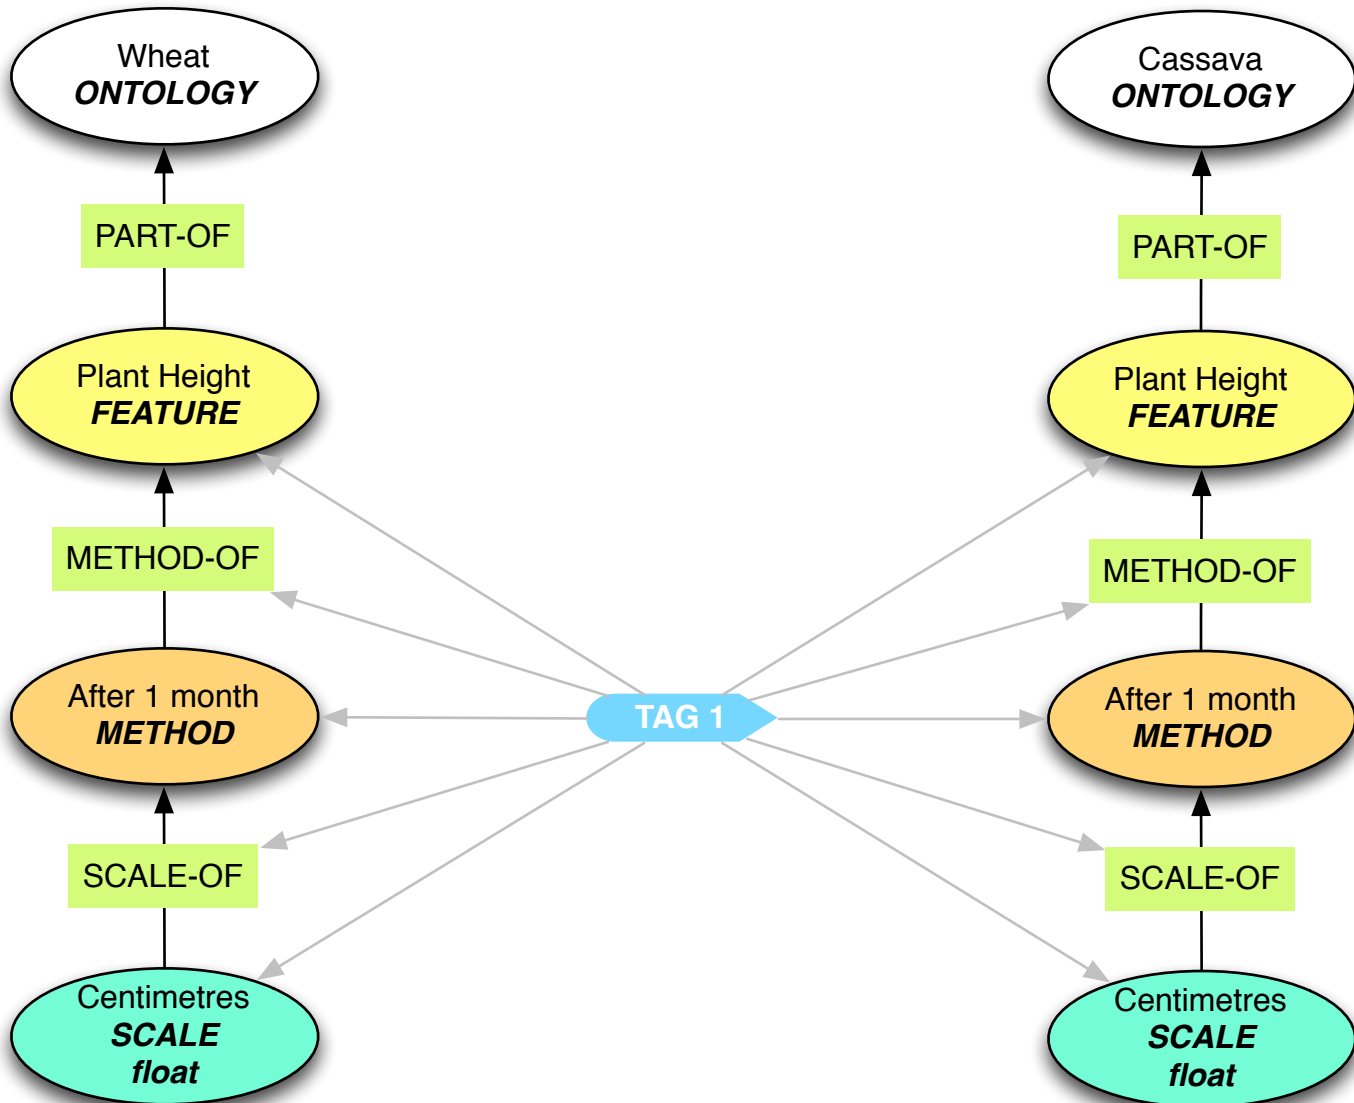 Wheat
ONTOLOGY
PART-OF
Plant Height
FEATURE
METHOD-OF
After 1 month
METHOD
SCALE-OF
Centimetres
SCALE
float
TAG 1
Cassava
ONTOLOGY
PART-OF
Plant Height
FEATURE
METHOD-OF
After 1 month
METHOD
SCALE-OF
Centimetres
SCALE
float